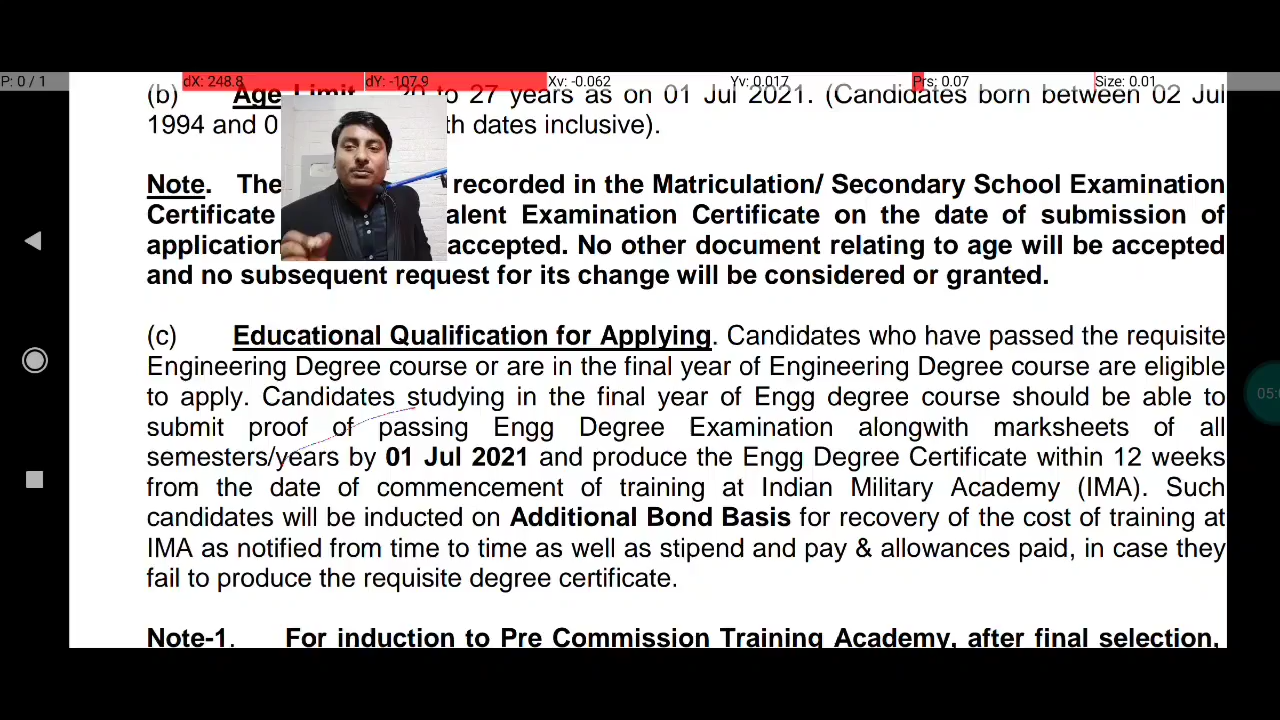 P: 0 / 1 dX: 248.8 dY: -107.9 Xv: -0.062 Yv: 0.017 Prs: 0.07 Size: 0.01
(b) Age Limit 20 to 27 years as on 01 Jul 2021. (Candidates born between 02 Jul
1994 and 0 th dates inclusive).
Note. The recorded in the Matriculation/ Secondary School Examination
Certificate alent Examination Certificate on the date of submission of
application accepted. No other document relating to age will be accepted
and no subsequent request for its change will be considered or granted.
(c) Educational Qualification for Applying. Candidates who have passed the requisite
Engineering Degree course or are in the final year of Engineering Degree course are eligible
to apply. Candidates studying in the final year of Engg degree course should be able to
submit proof of passing Engg Degree Examination alongwith marksheets of all
semesters/years by 01 Jul 2021 and produce the Engg Degree Certificate within 12 weeks
from the date of commencement of training at Indian Military Academy (IMA). Such
candidates will be inducted on Additional Bond Basis for recovery of the cost of training at
IMA as notified from time to time as well as stipend and pay & allowances paid, in case they
fail to produce the requisite degree certificate.
Note-1. For induction to Pre Commission Training Academy, after final selection,